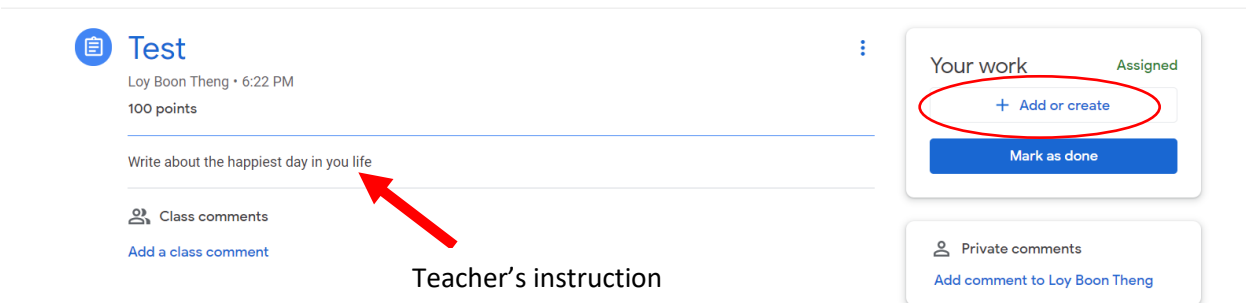 Test
Loy Boon Theng • 6:22 PM
100 points
Write about the happiest day in you life
Class comments
Add a class comment
Teacher’s instruction
Your work
Assigned
+ Add or create
Mark as done
Private comments
Add comment to Loy Boon Theng